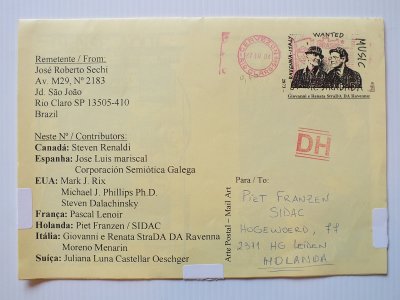 Remetente / From:
José Roberto Sechi
Av. M29, Nº 2183
Jd. São João
Rio Claro SP 13505-410
Brazil
Neste Nº / Contributors:
Canadá: Steven Renaldi
Espanha: Jose Luis mariscal
Corporación Semiótica Galega
EUA: Mark J. Rix
Michael J. Phillips Ph.D.
Steven Dalachinsky
França: Pascal Lenoir
Holanda: Piet Franzen / SIDAC
Itália: Giovanni e Renata StraDA DA Ravenna
Moreno Menarin
Suíça: Juliana Luna Castellar Oeschger
WANTED
MUSIC
RAVENNA-ITALY
Giovanni e Renata StraDA DA Ravenna
DH
Arte Postal – Mail Art
Para / To:
PIET FRANZEN
SIDAC
HOGEWOERD, 77
2311 HG LEIDEN
HOLANDA